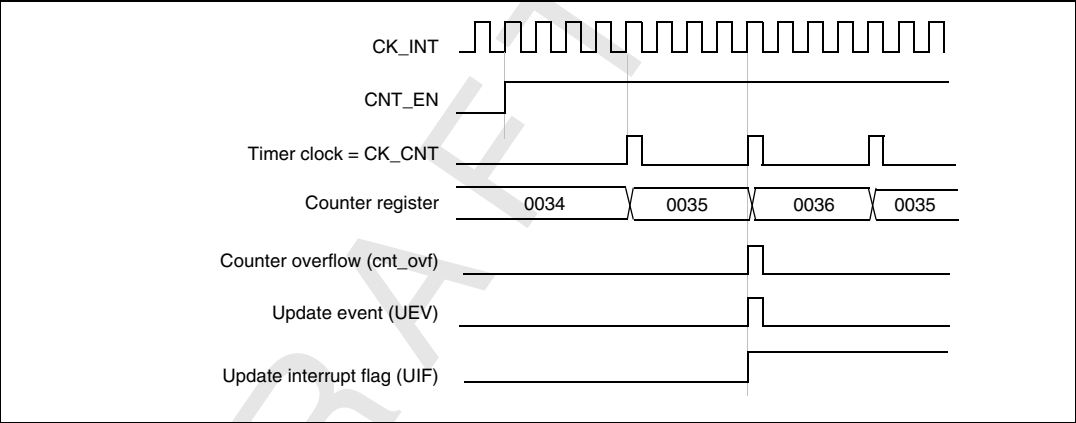 CK_INT
CNT_EN
Timer clock = CK_CNT
Counter register 0034 0035 0036 0035
Counter overflow (cnt_ovf)
Update event (UEV)
Update interrupt flag (UIF)
RAFT